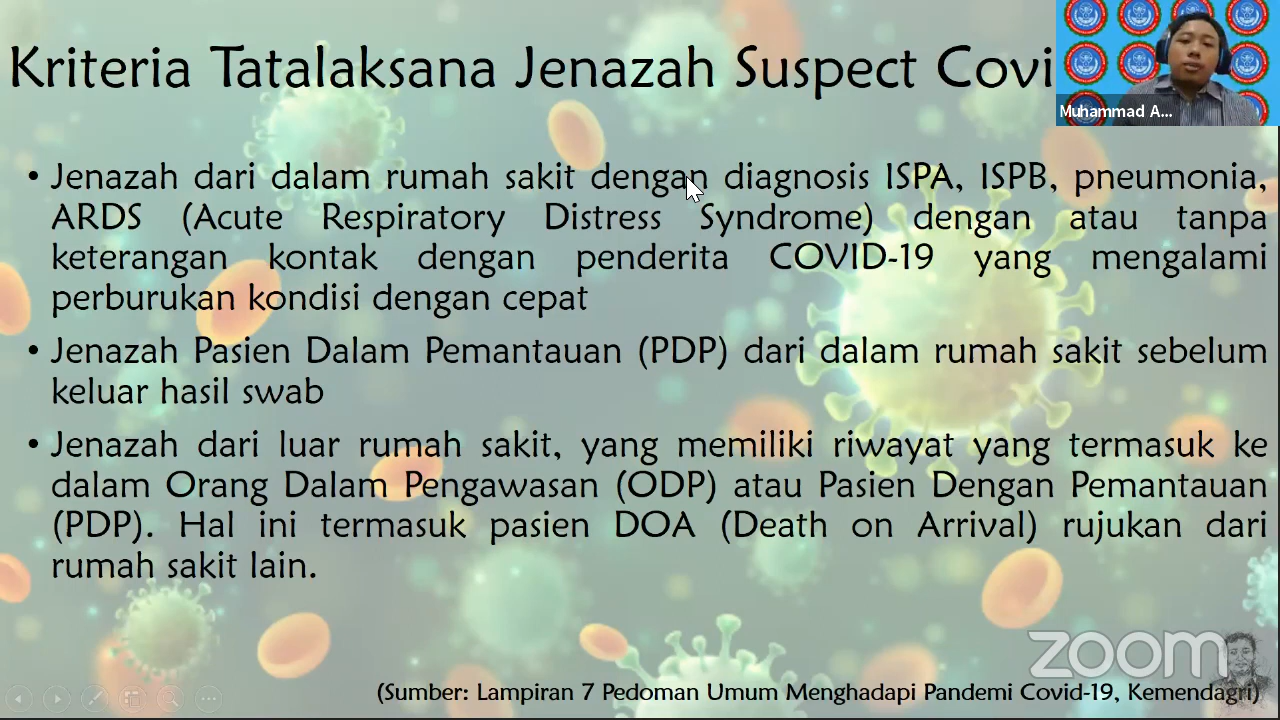 Kriteria Tatalaksana Jenazah Suspect Covi
Muhammad A...
• Jenazah dari dalam rumah sakit dengan diagnosis ISPA, ISPB, pneumonia,
ARDS (Acute Respiratory Distress Syndrome) dengan atau tanpa
keterangan kontak dengan penderita COVID-19 yang mengalami
perburukan kondisi dengan cepat
• Jenazah Pasien Dalam Pemantauan (PDP) dari dalam rumah sakit sebelum
keluar hasil swab
• Jenazah dari luar rumah sakit, yang memiliki riwayat yang termasuk ke
dalam Orang Dalam Pengawasan (ODP) atau Pasien Dengan Pemantauan
(PDP). Hal ini termasuk pasien DOA (Death on Arrival) rujukan dari
rumah sakit lain.
zoom
(Sumber: Lampiran 7 Pedoman Umum Menghadapi Pandemi Covid-19, Kemendagri)